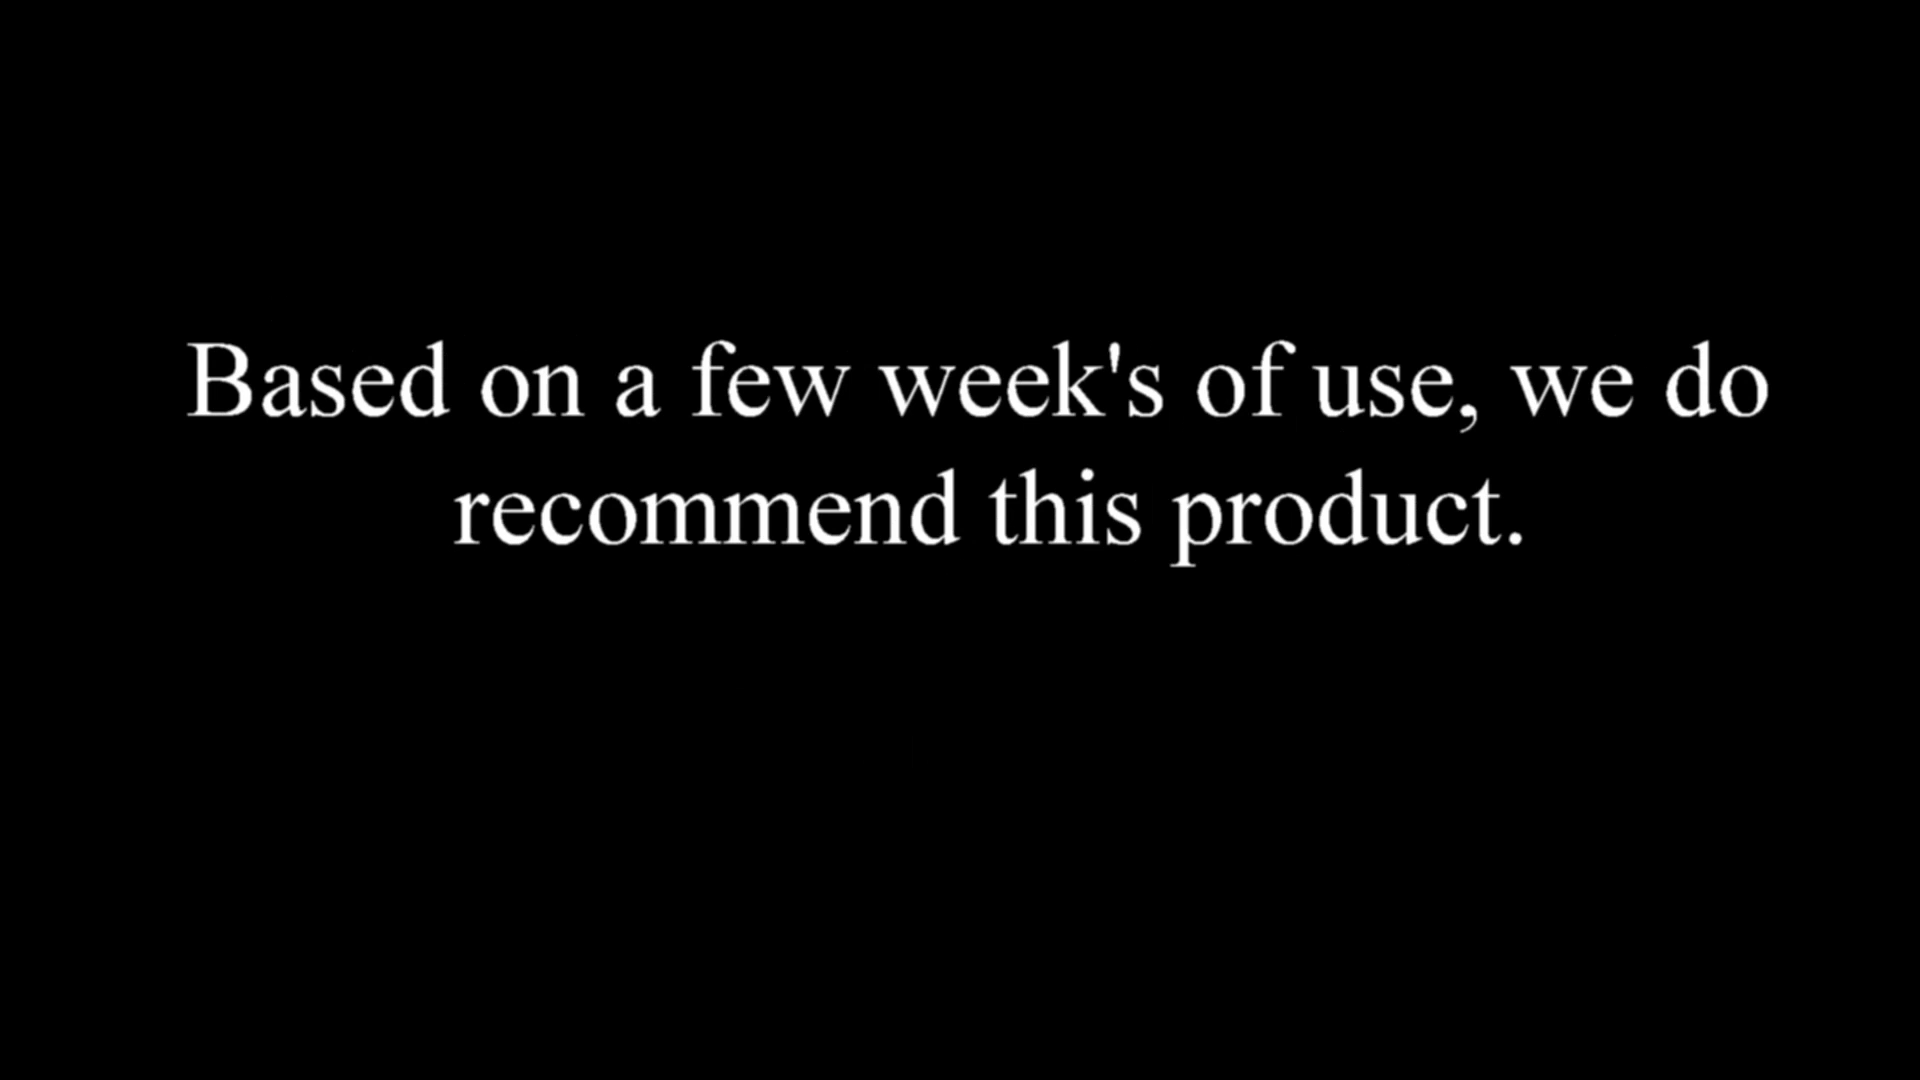 Based on a few week's of use, we do
recommend this product.